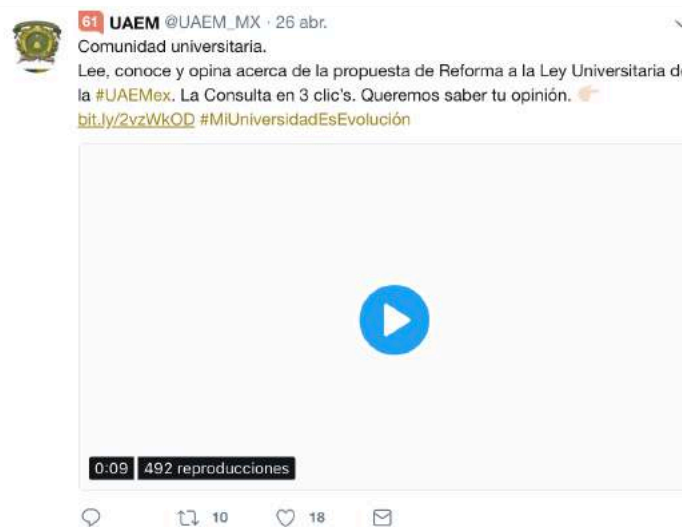 61 UAEM @UAEM_MX · 26 abr.
Comunidad universitaria.
Lee, conoce y opina acerca de la propuesta de Reforma a la Ley Universitaria
la #UAEMex. La Consulta en 3 clic's. Queremos saber tu opinión.
bit.ly/2vzWkOD #MiUniversidadEsEvolución
0:09 492 reproducciones
10 18